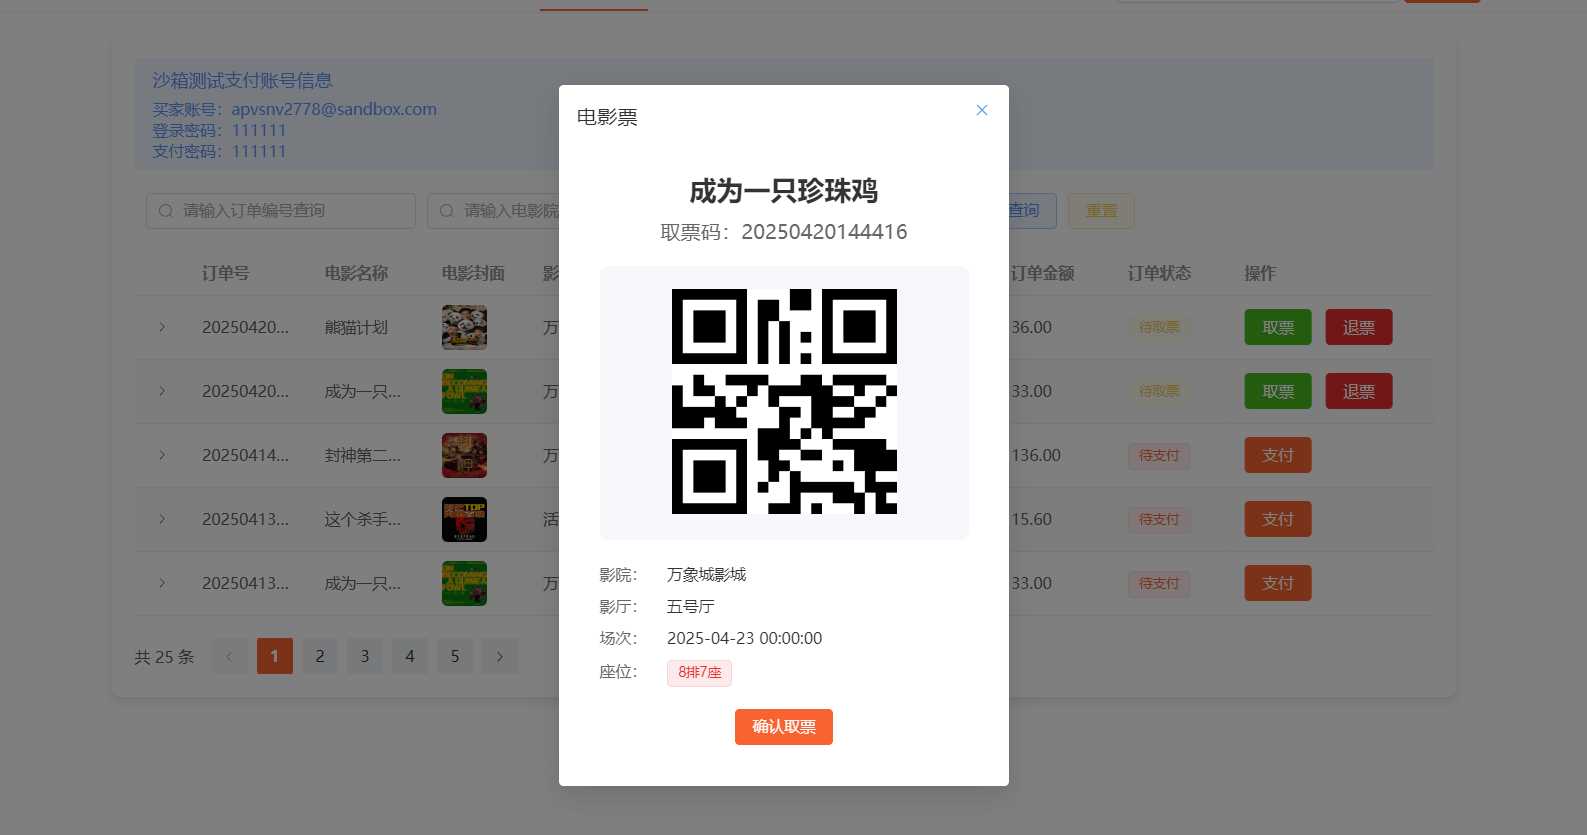 沙箱测试支付账号信息
买家账号：apvsnv2778@sandbox.com
登录密码：111111
支付密码：111111
请输入订单编号查询
请输入电影院
查询
重置
订单号 电影名称 电影封面 影 订单金额 订单状态 操作
20250420... 熊猫计划 万 36.00 待取票 取票 退票
20250420... 成为一只... 万 33.00 待取票 取票 退票
20250414... 封神第二... 万 136.00 待支付 支付
20250413... 这个杀手... 活 15.60 待支付 支付
20250413... 成为一只... 万 33.00 待支付 支付
共 25 条 1 2 3 4 5
电影票
成为一只珍珠鸡
取票码：20250420144416
影院： 万象城影城
影厅： 五号厅
场次： 2025-04-23 00:00:00
座位： 8排7座
确认取票